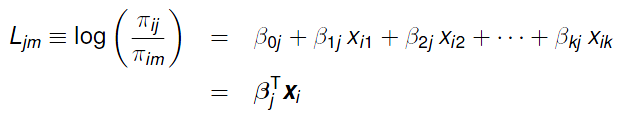 L_{jm} ≡ log(π_{ij}/π_{im}) = β_{0j} + β_{1j} x_{i1} + β_{2j} x_{i2} + ⋯ + β_{kj} x_{ik}
= β_j^T x_i